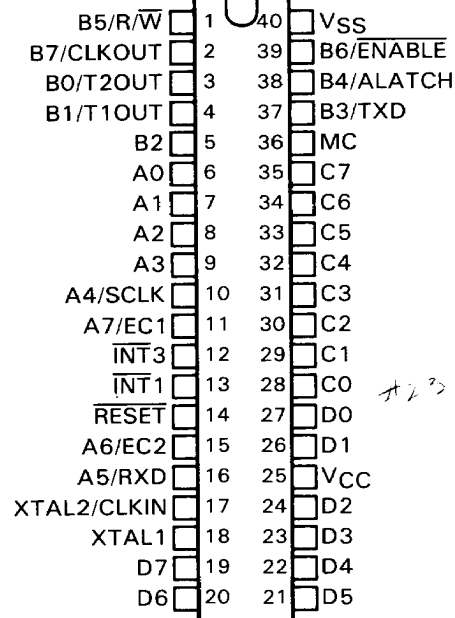 B5/R/W̅ 1 40 VSS
B7/CLKOUT 2 39 B6/E̅N̅A̅B̅L̅E̅
B0/T2OUT 3 38 B4/ALATCH
B1/T1OUT 4 37 B3/TXD
B2 5 36 MC
A0 6 35 C7
A1 7 34 C6
A2 8 33 C5
A3 9 32 C4
A4/SCLK 10 31 C3
A7/EC1 11 30 C2
I̅N̅T̅3 12 29 C1
I̅N̅T̅1 13 28 C0
R̅E̅S̅E̅T̅ 14 27 D0
A6/EC2 15 26 D1
A5/RXD 16 25 VCC
XTAL2/CLKIN 17 24 D2
XTAL1 18 23 D3
D7 19 22 D4
D6 20 21 D5